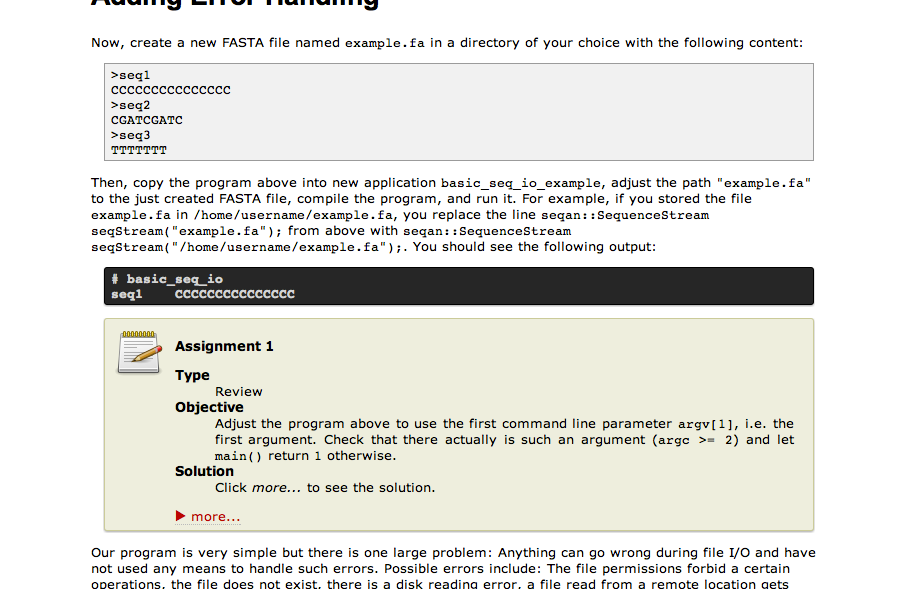 Adding Error Handling
Now, create a new FASTA file named example.fa in a directory of your choice with the following content:
>seq1
CCCCCCCCCCCCCCC
>seq2
CGATCGATC
>seq3
TTTTTTT
Then, copy the program above into new application basic_seq_io_example, adjust the path "example.fa"
to the just created FASTA file, compile the program, and run it. For example, if you stored the file
example.fa in /home/username/example.fa, you replace the line seqan::SequenceStream
seqStream("example.fa"); from above with seqan::SequenceStream
seqStream("/home/username/example.fa");. You should see the following output:
# basic_seq_io
seq1    CCCCCCCCCCCCCCC
Assignment 1
Type
Review
Objective
Adjust the program above to use the first command line parameter argv[1], i.e. the
first argument. Check that there actually is such an argument (argc >= 2) and let
main() return 1 otherwise.
Solution
Click more... to see the solution.
more...
Our program is very simple but there is one large problem: Anything can go wrong during file I/O and have
not used any means to handle such errors. Possible errors include: The file permissions forbid a certain
operations, the file does not exist, there is a disk reading error, a file read from a remote location gets